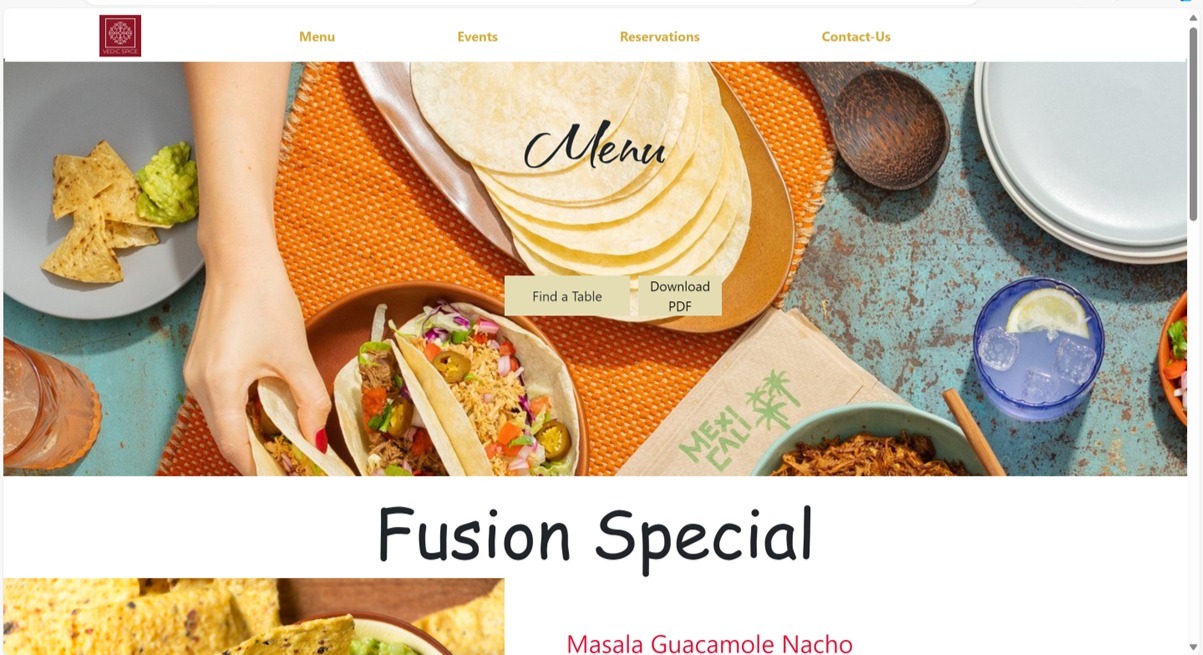 VEDIC SPICE
Menu
Events
Reservations
Contact-Us
Menu
Find a Table
Download
PDF
MEXI
CALI
Fusion Special
Masala Guacamole Nacho